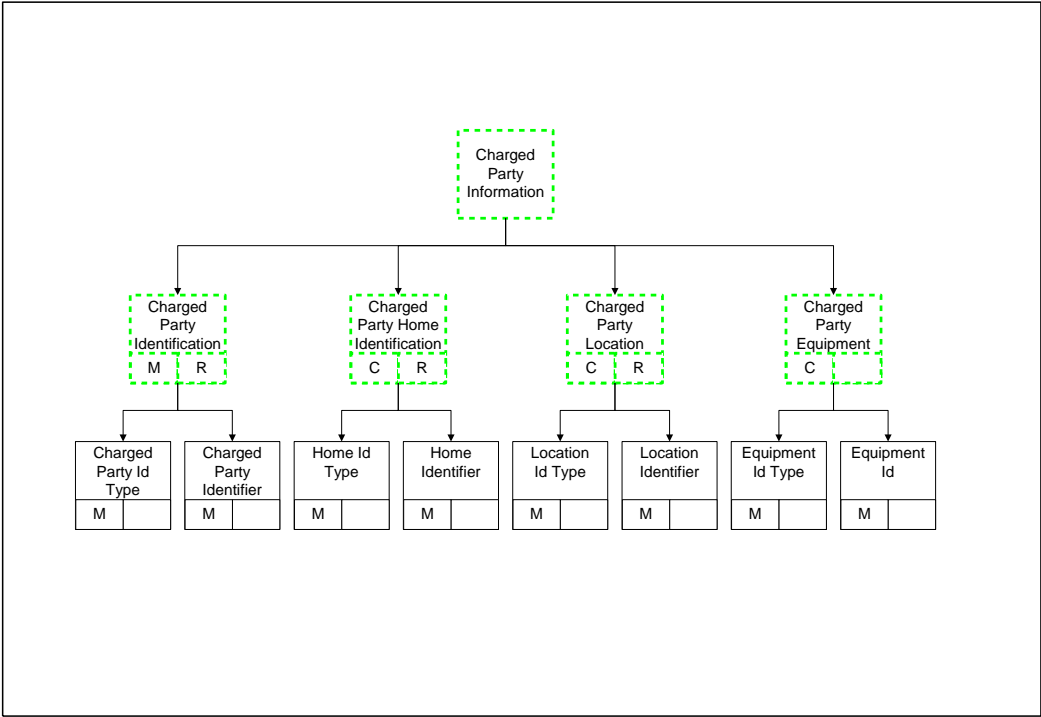 Charged
Party
Information
Charged
Party
Identification
M R
Charged
Party Home
Identification
C R
Charged
Party
Location
C R
Charged
Party
Equipment
C
Charged
Party Id
Type
M
Charged
Party
Identifier
M
Home Id
Type
M
Home
Identifier
M
Location
Id Type
M
Location
Identifier
M
Equipment
Id Type
M
Equipment
Id
M